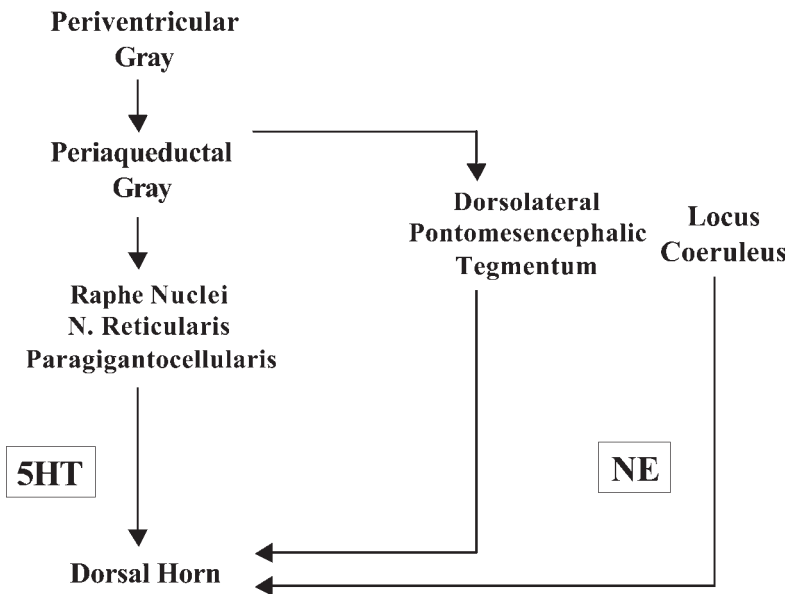 Periventricular
Gray
Periaqueductal
Gray
Dorsolateral
Pontomesencephalic
Tegmentum
Locus
Coeruleus
Raphe Nuclei
N. Reticularis
Paragigantocellularis
5HT
NE
Dorsal Horn